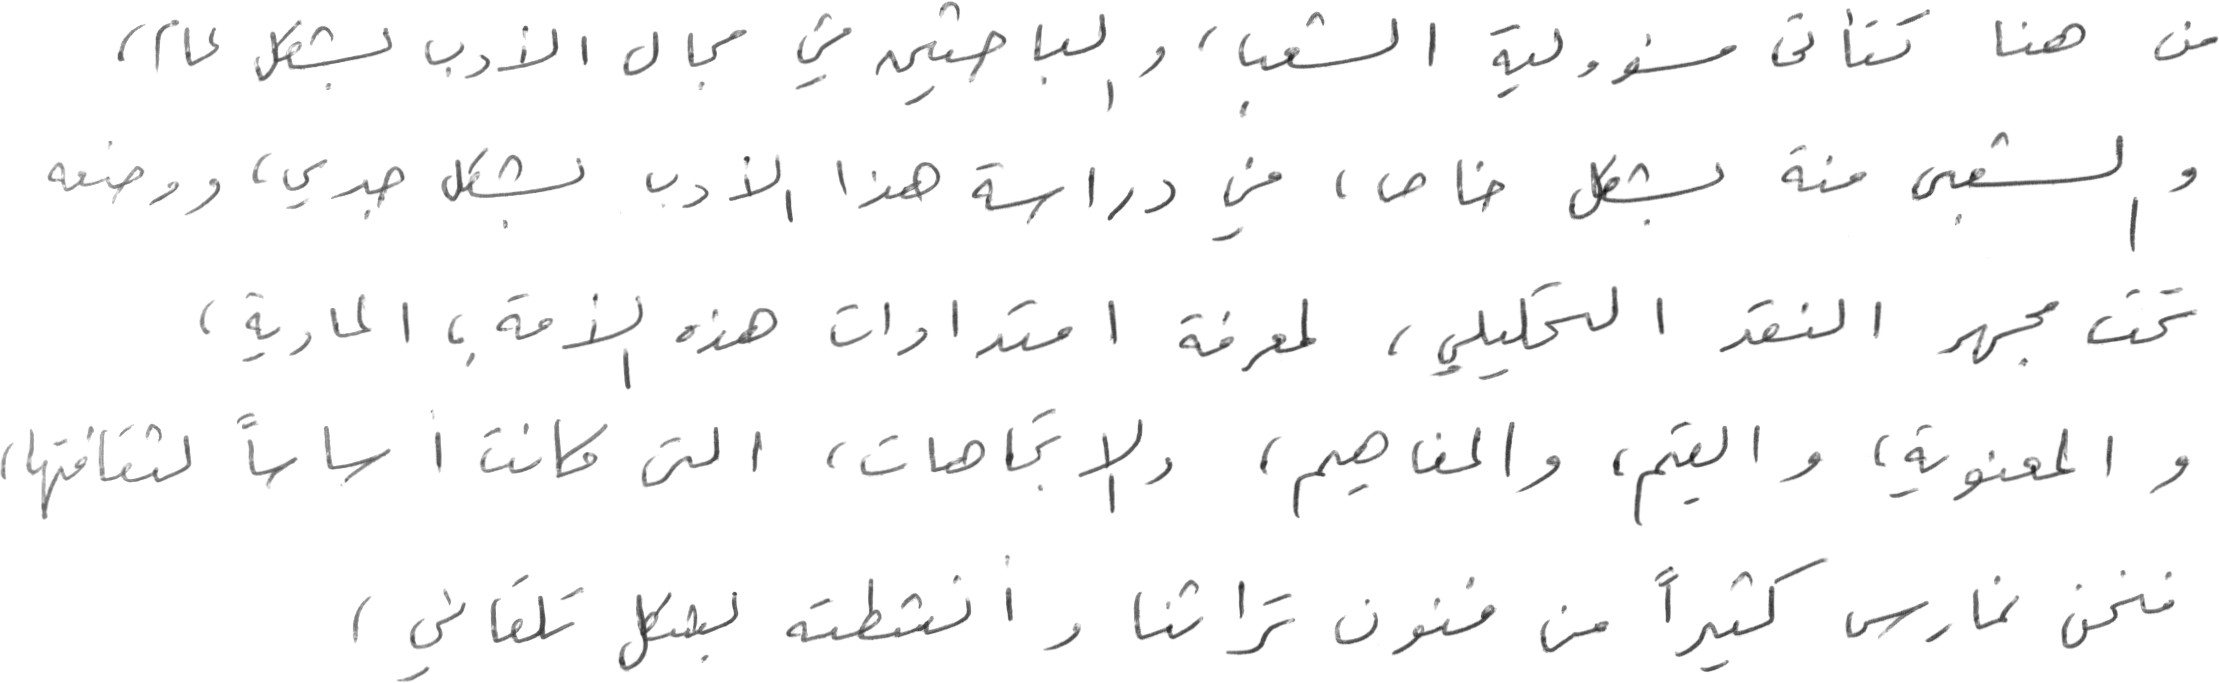 من هنا تتأتى مسؤولية الشعب، والباحثين في مجال الأدب بشكل عام،
والشعبي منه بشكل خاص، في دراسة هذا الأدب بشكل جدي، ووضعه
تحت مجهر النقد التحليلي، لمعرفة امتدادات هذه الأمة، المادية،
والمعنوية، والقيم، والمفاهيم، والاتجاهات، التي كانت أساساً لثقافتها،
فنحن نمارس كثيراً من فنون تراثنا وأنشطته بشكل تلقائي،